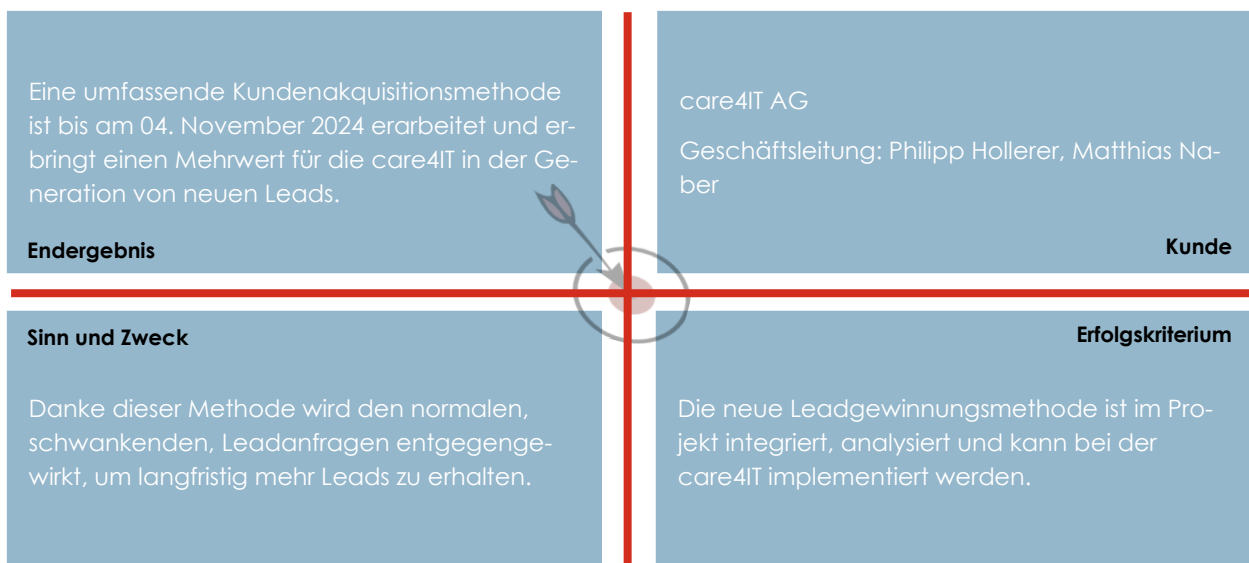 Eine umfassende Kundenakquisitionsmethode
ist bis am 04. November 2024 erarbeitet und er-
bringt einen Mehrwert für die care4IT in der Ge-
neration von neuen Leads.
Endergebnis
care4IT AG
Geschäftsleitung: Philipp Hollerer, Matthias Na-
ber
Kunde
Sinn und Zweck
Danke dieser Methode wird den normalen,
schwankenden, Leadanfragen entgegenge-
wirkt, um langfristig mehr Leads zu erhalten.
Erfolgskriterium
Die neue Leadgewinnungsmethode ist im Pro-
jekt integriert, analysiert und kann bei der
care4IT implementiert werden.